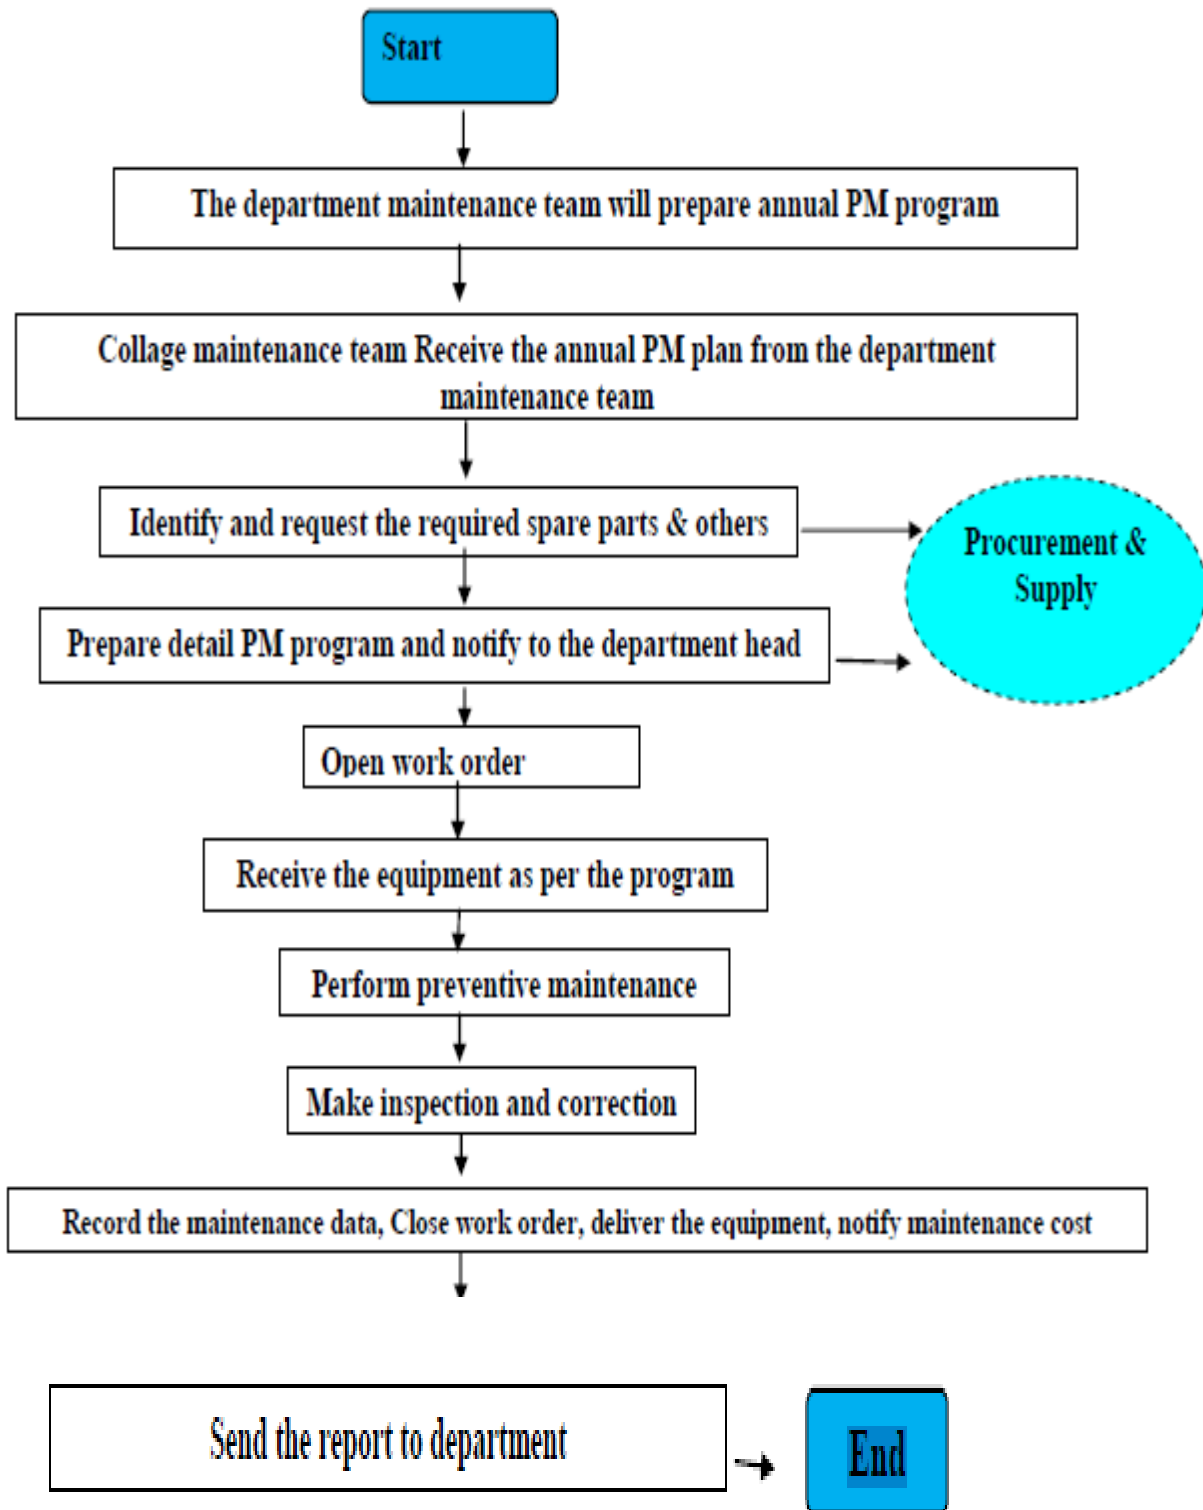 Start
The department maintenance team will prepare annual PM program
Collage maintenance team Receive the annual PM plan from the department
maintenance team
Identify and request the required spare parts & others
Procurement &
Supply
Prepare detail PM program and notify to the department head
Open work order
Receive the equipment as per the program
Perform preventive maintenance
Make inspection and correction
Record the maintenance data, Close work order, deliver the equipment, notify maintenance cost
Send the report to department
End